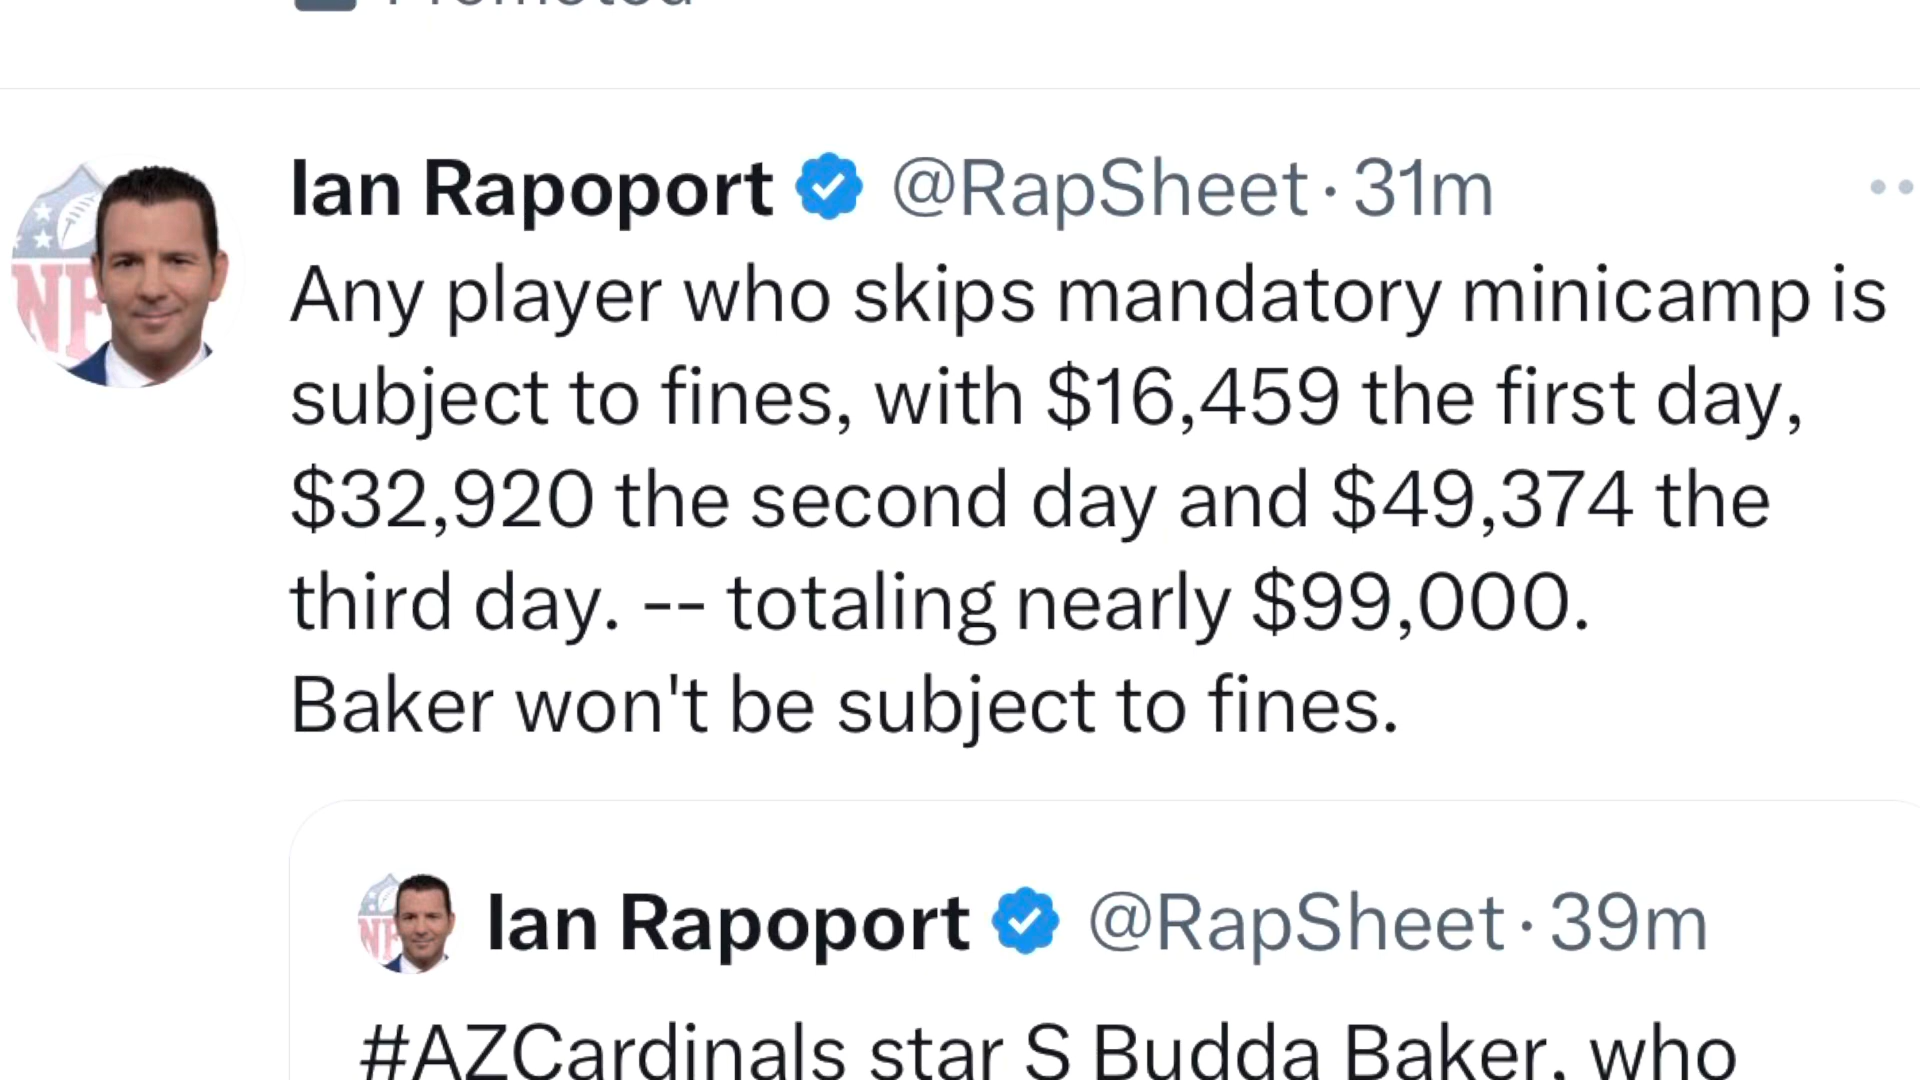 Promoted
Ian Rapoport @RapSheet · 31m
Any player who skips mandatory minicamp is
subject to fines, with $16,459 the first day,
$32,920 the second day and $49,374 the
third day. -- totaling nearly $99,000.
Baker won't be subject to fines.
Ian Rapoport @RapSheet · 39m
#AZCardinals star S Budda Baker, who